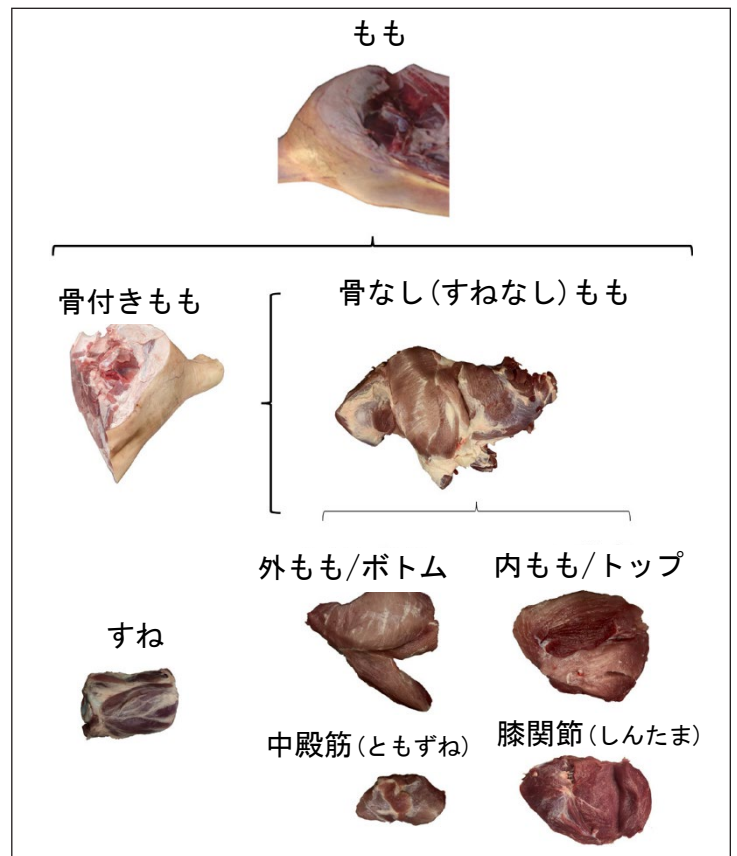 もも
骨付きもも
骨なし(すねなし)もも
外もも/ボトム
内もも/トップ
すね
中殿筋(ともずね)
膝関節(しんたま)